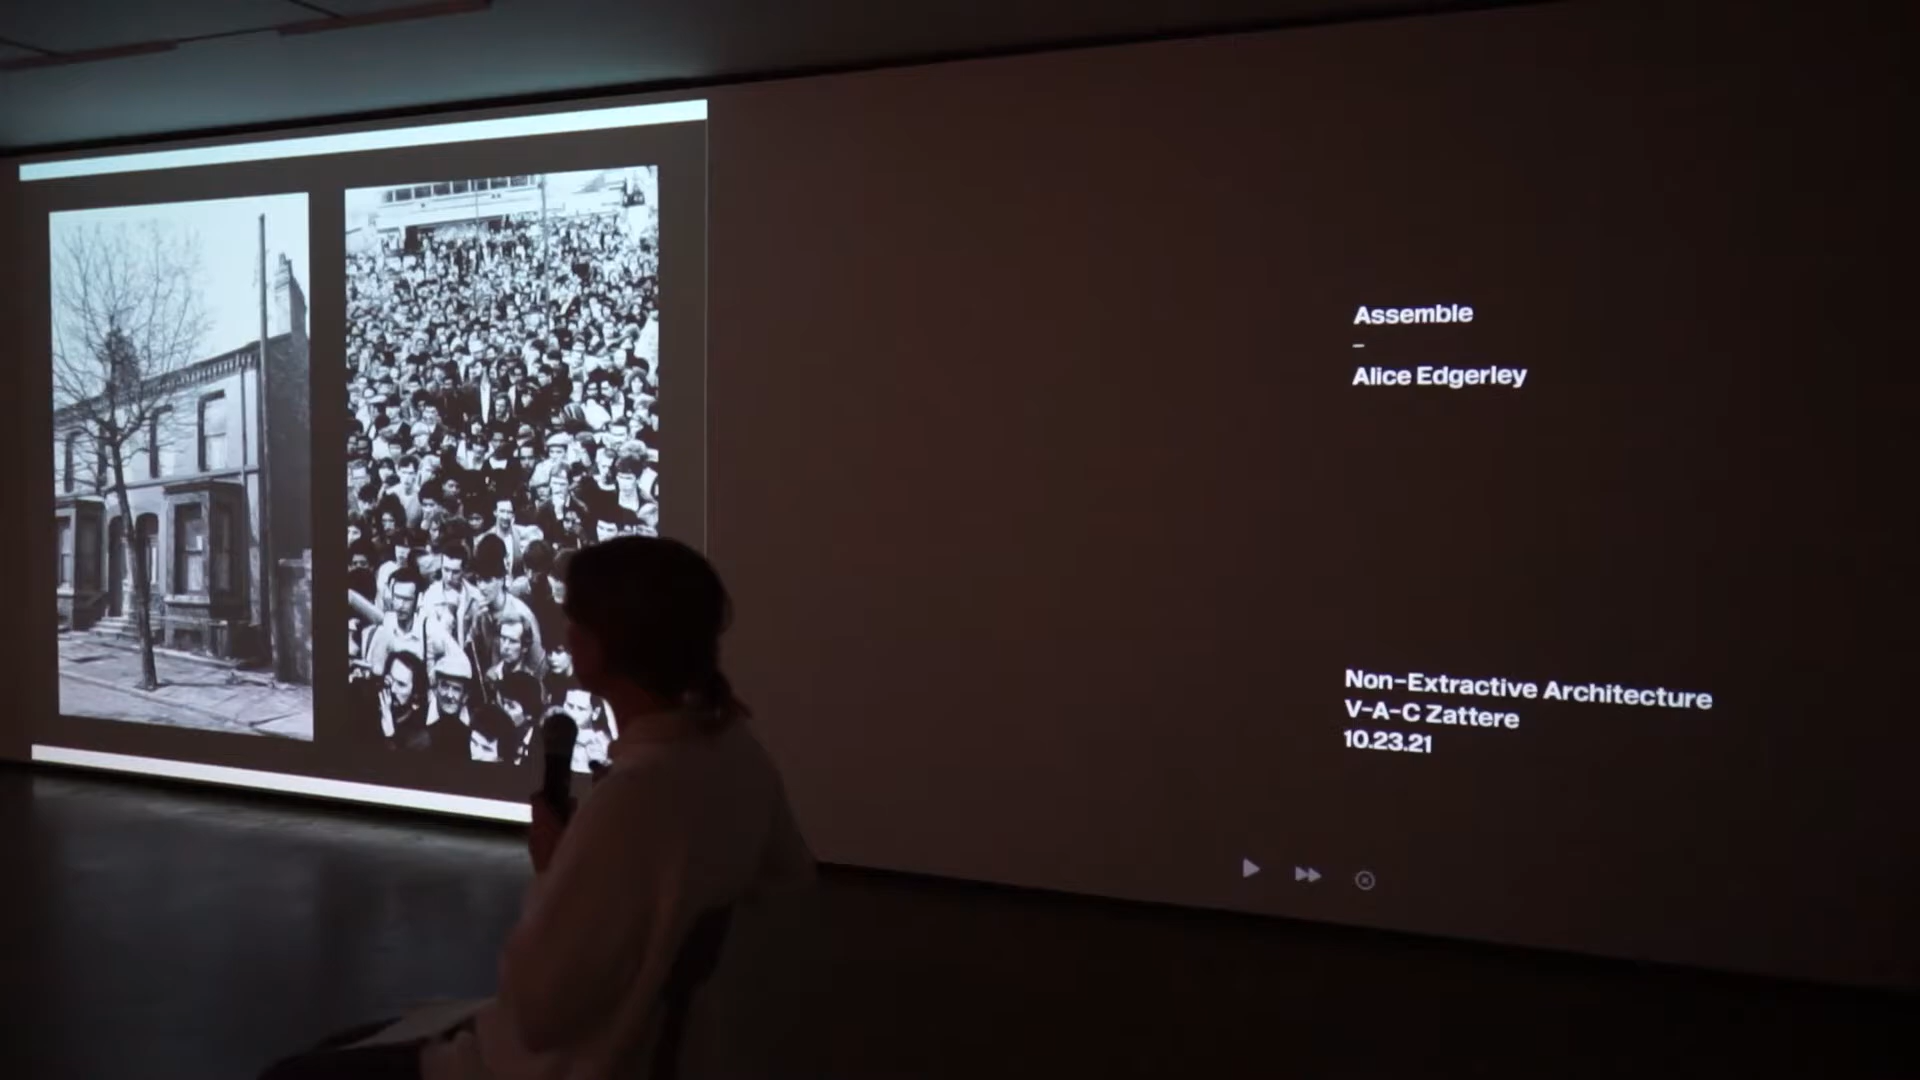 Assemble
–
Alice Edgerley
Non-Extractive Architecture
V-A-C Zattere
10.23.21